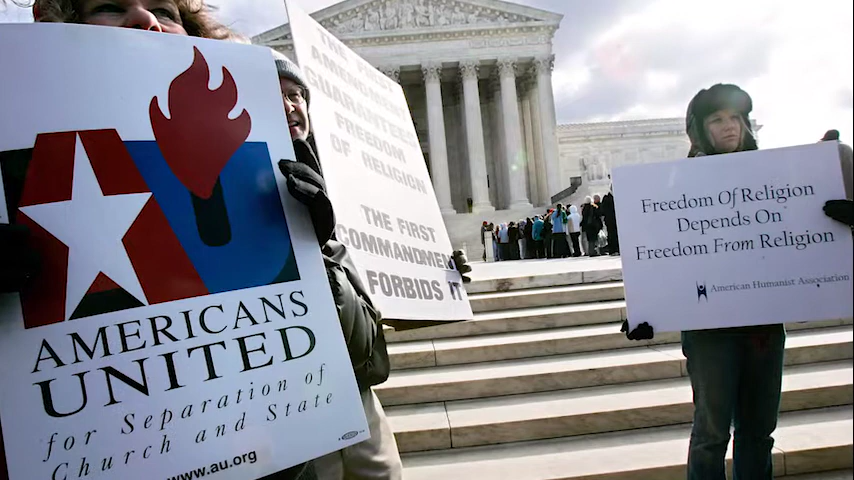 AMERICANS
UNITED
for Separation of
Church and State
www.au.org
THE FIRST
AMENDMENT
GUARANTEES
FREEDOM
OF RELIGION
THE FIRST
COMMANDMENT
FORBIDS IT
Freedom Of Religion
Depends On
Freedom From Religion
American Humanist Association